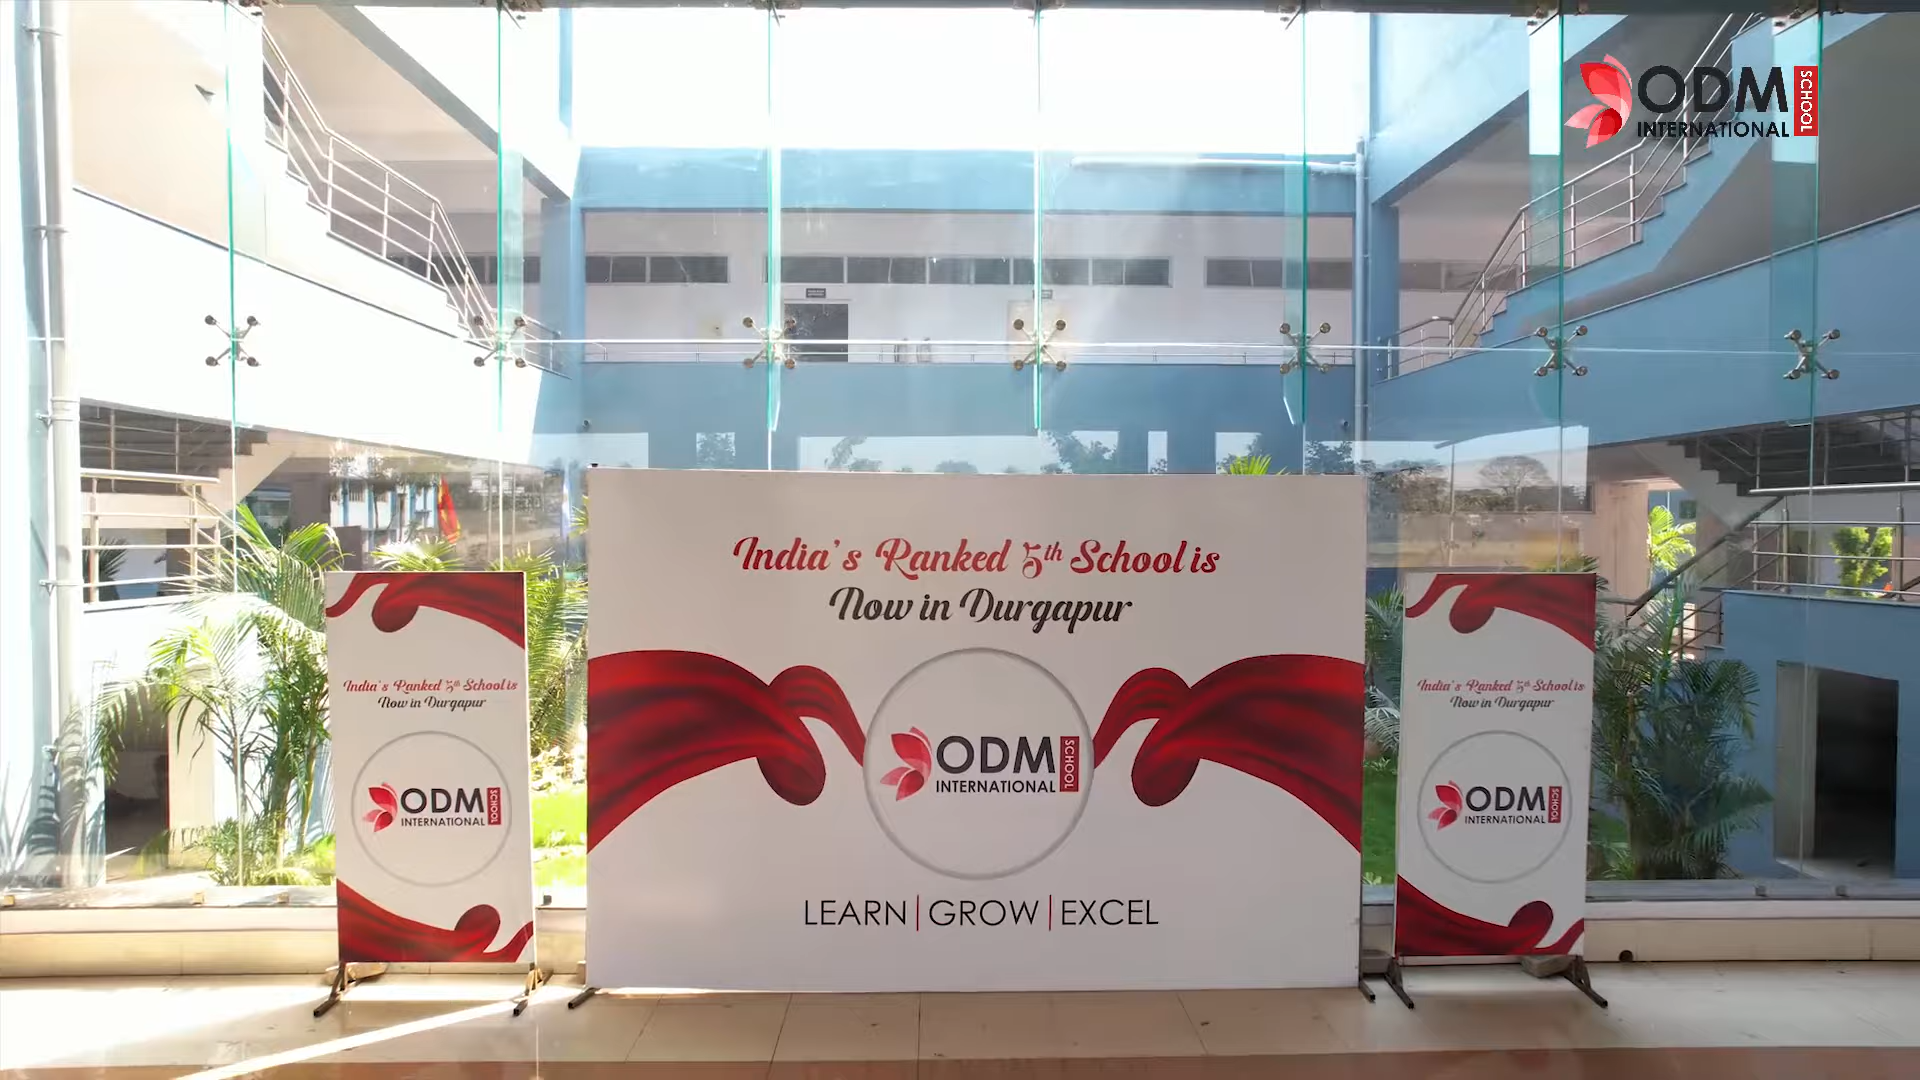 ODM
INTERNATIONAL
SCHOOL
India's Ranked 5th School is
Now in Durgapur
ODM
INTERNATIONAL
SCHOOL
LEARN|GROW|EXCEL
India's Ranked 5th School is
Now in Durgapur
ODM
INTERNATIONAL
SCHOOL
India's Ranked 5th School is
Now in Durgapur
ODM
INTERNATIONAL
SCHOOL